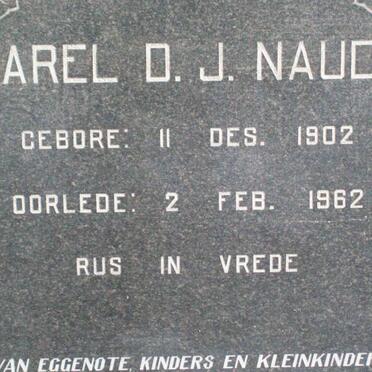 AREL D. J. NAUD
GEBORE: 11 DES. 1902
OORLEDE: 2 FEB. 1962
RUS IN VREDE
VAN EGGENOTE, KINDERS EN KLEINKINDER